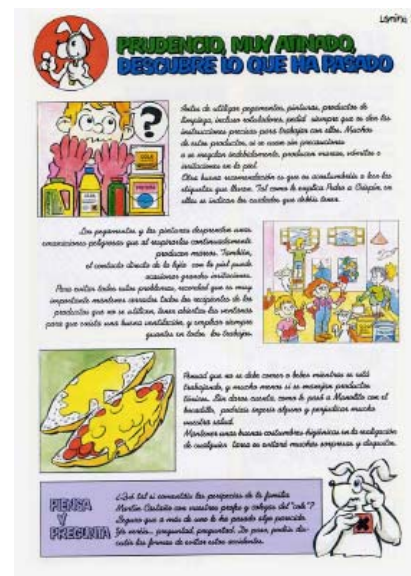 Lámina
PRUDENCIO, MUY ATINADO,
DESCUBRE LO QUE HA PASADO
Antes de utilizar pegamentos, pinturas, productos de
limpieza, incluso rotuladores, pedid siempre que os den las
instrucciones precisas para trabajar con ellos. Muchos
de estos productos, si se usan sin precauciones
o se mezclan indebidamente, producen mareos, vómitos e
irritaciones en la piel.
Otra buena recomendación es que os acostumbréis a leer las
etiquetas que llevan. Tal como le explica Pedro a Crispín, en
ellas se indican los cuidados que debéis tener.
?
Los pegamentos y las pinturas desprenden unas
emanaciones peligrosas que al respirarlas continuadamente
producen mareos. También,
el contacto directo de la lejía con la piel puede
ocasionar grandes irritaciones.
Para evitar todos estos problemas, recordad que es muy
importante mantener cerrados todos los recipientes de los
productos que no se utilizan, tener abiertas las ventanas
para que exista una buena ventilación, y emplear siempre
guantes en todos los trabajos.
Pensad que no se debe comer o beber mientras se está
trabajando, y mucho menos si se manejan productos
tóxicos. Sin daros cuenta, como le pasó a Manolito con el
bocadillo, podríais ingerir alguno y perjudicar mucho
vuestra salud.
Mantener unas buenas costumbres higiénicas en la realización
de cualquier tarea os evitará muchas sorpresas y disgustos.
PIENSA
Y
PREGUNTA
¿Qué tal si comentáis las peripecias de la familia
Martín Castaño con vuestros profes y colegas del "cole"?
Seguro que a más de uno le ha pasado algo parecido.
Ya veréis... preguntad, preguntad. De paso, podéis dis-
cutir las formas de evitar estos accidentes.